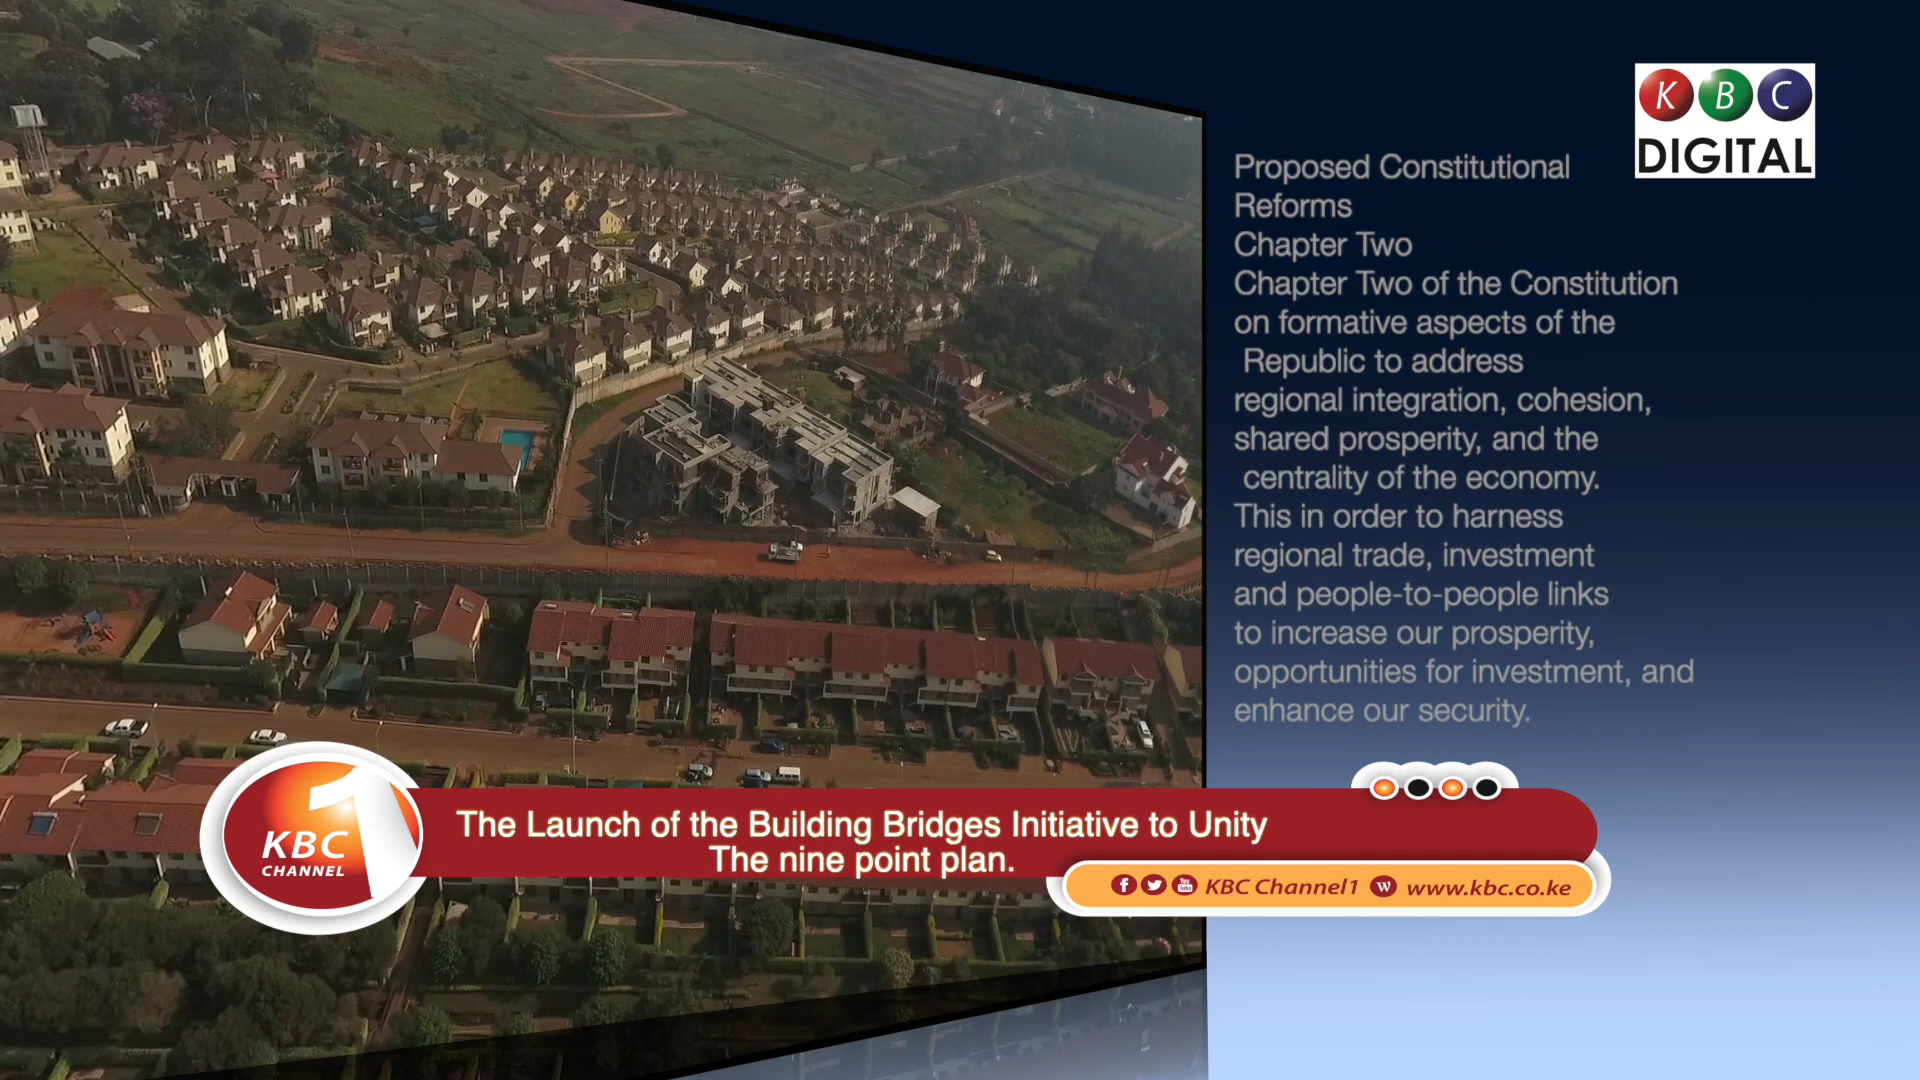 K B C
DIGITAL
Proposed Constitutional
Reforms
Chapter Two
Chapter Two of the Constitution
on formative aspects of the
Republic to address
regional integration, cohesion,
shared prosperity, and the
centrality of the economy.
This in order to harness
regional trade, investment
and people-to-people links
to increase our prosperity,
opportunities for investment, and
enhance our security.
1
KBC
CHANNEL
The Launch of the Building Bridges Initiative to Unity
The nine point plan.
f You Tube KBC Channel1 W www.kbc.co.ke